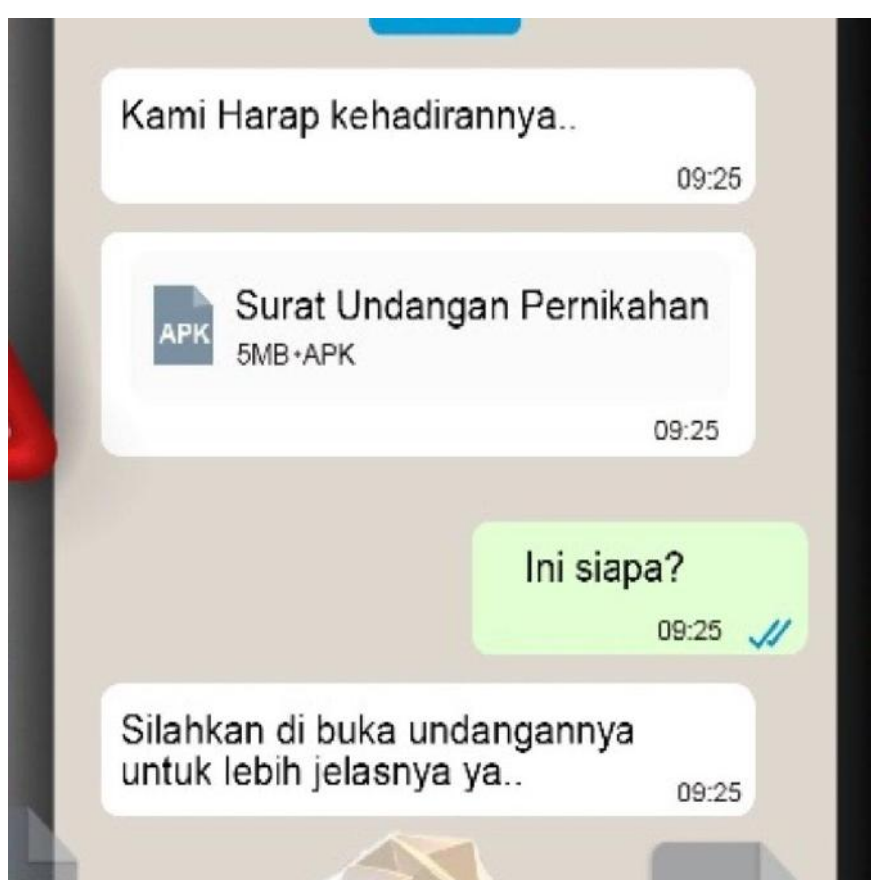 Kami Harap kehadirannya..
09:25
APK
Surat Undangan Pernikahan
5MB•APK
09:25
Ini siapa?
09:25
Silahkan di buka undangannya
untuk lebih jelasnya ya..
09:25